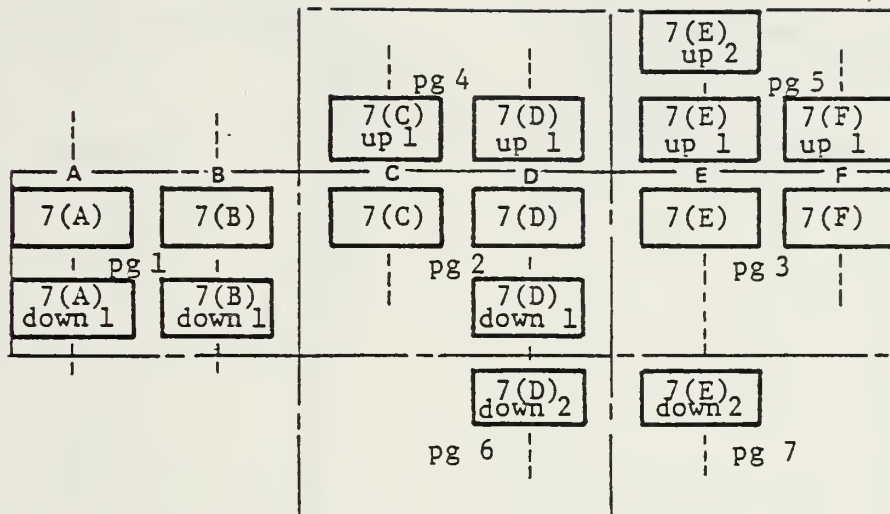 7(E)
up 2
pg 4
pg 5
7(C)
up 1
7(D)
up 1
7(E)
up 1
7(F)
up 1
A B C D E F
7(A) 7(B) 7(C) 7(D) 7(E) 7(F)
pg 1 pg 2 pg 3
7(A)
down 1
7(B)
down 1
7(D)
down 1
7(D)
down 2
7(E)
down 2
pg 6 pg 7